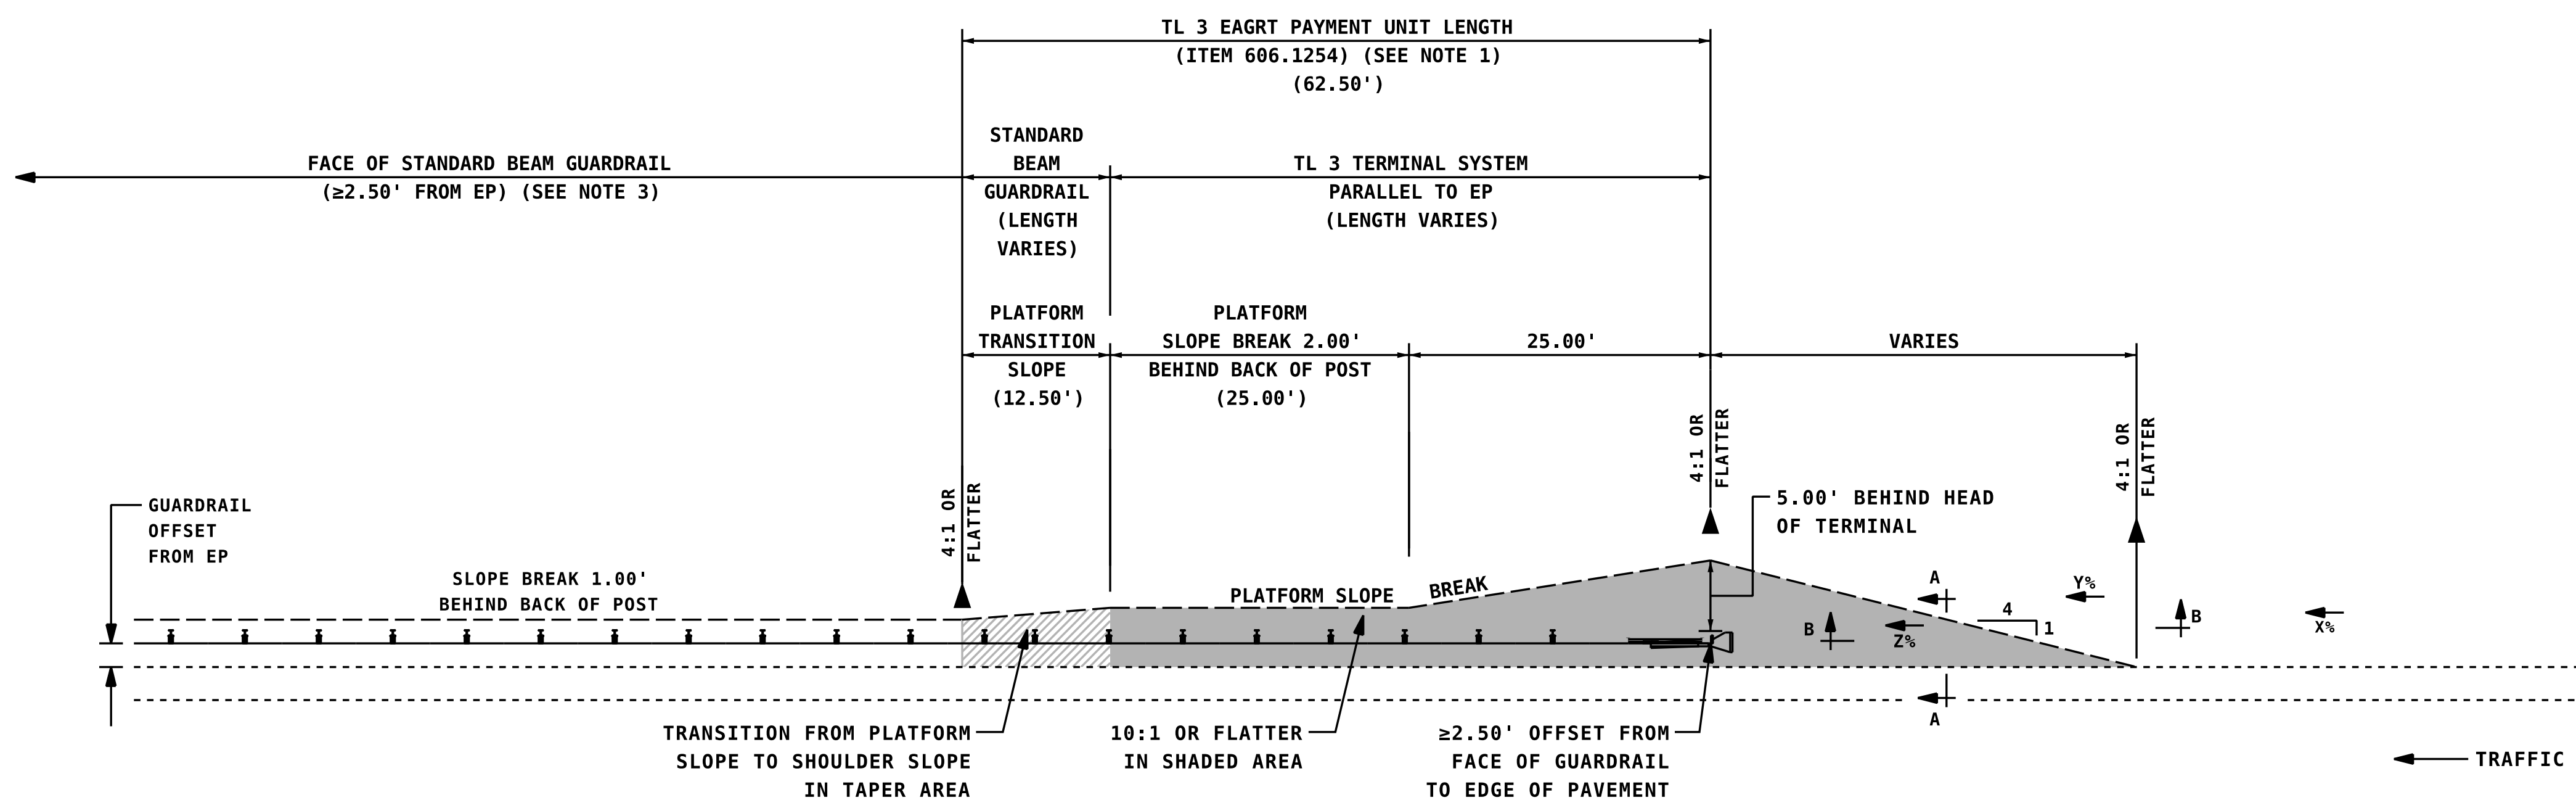 TL 3 EAGRT PAYMENT UNIT LENGTH
(ITEM 606.1254) (SEE NOTE 1)
(62.50')
FACE OF STANDARD BEAM GUARDRAIL
(≥2.50' FROM EP) (SEE NOTE 3)
STANDARD
BEAM
GUARDRAIL
(LENGTH
VARIES)
TL 3 TERMINAL SYSTEM
PARALLEL TO EP
(LENGTH VARIES)
PLATFORM
TRANSITION
SLOPE
(12.50')
PLATFORM
SLOPE BREAK 2.00'
BEHIND BACK OF POST
(25.00')
25.00'
VARIES
4:1 OR
FLATTER
4:1 OR
FLATTER
4:1 OR
FLATTER
GUARDRAIL
OFFSET
FROM EP
SLOPE BREAK 1.00'
BEHIND BACK OF POST
PLATFORM SLOPE BREAK
5.00' BEHIND HEAD
OF TERMINAL
A
Y%
4
1
B
Z%
B
X%
A
TRANSITION FROM PLATFORM
SLOPE TO SHOULDER SLOPE
IN TAPER AREA
10:1 OR FLATTER
IN SHADED AREA
≥2.50' OFFSET FROM
FACE OF GUARDRAIL
TO EDGE OF PAVEMENT
TRAFFIC